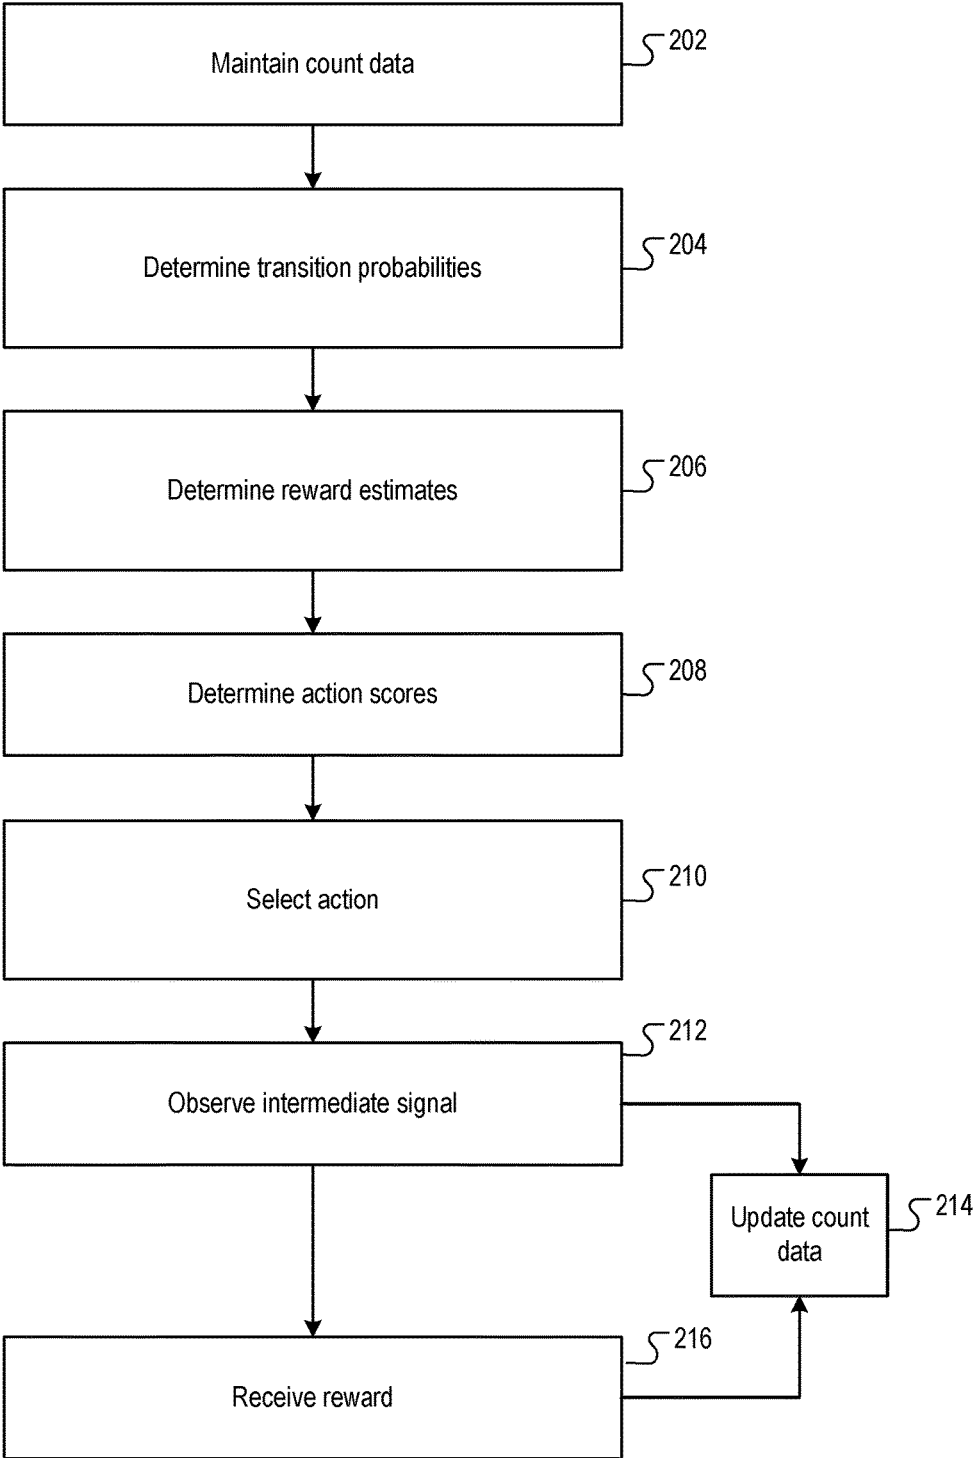 Maintain count data
202
Determine transition probabilities
204
Determine reward estimates
206
Determine action scores
208
Select action
210
Observe intermediate signal
212
Update count
data
214
Receive reward
216